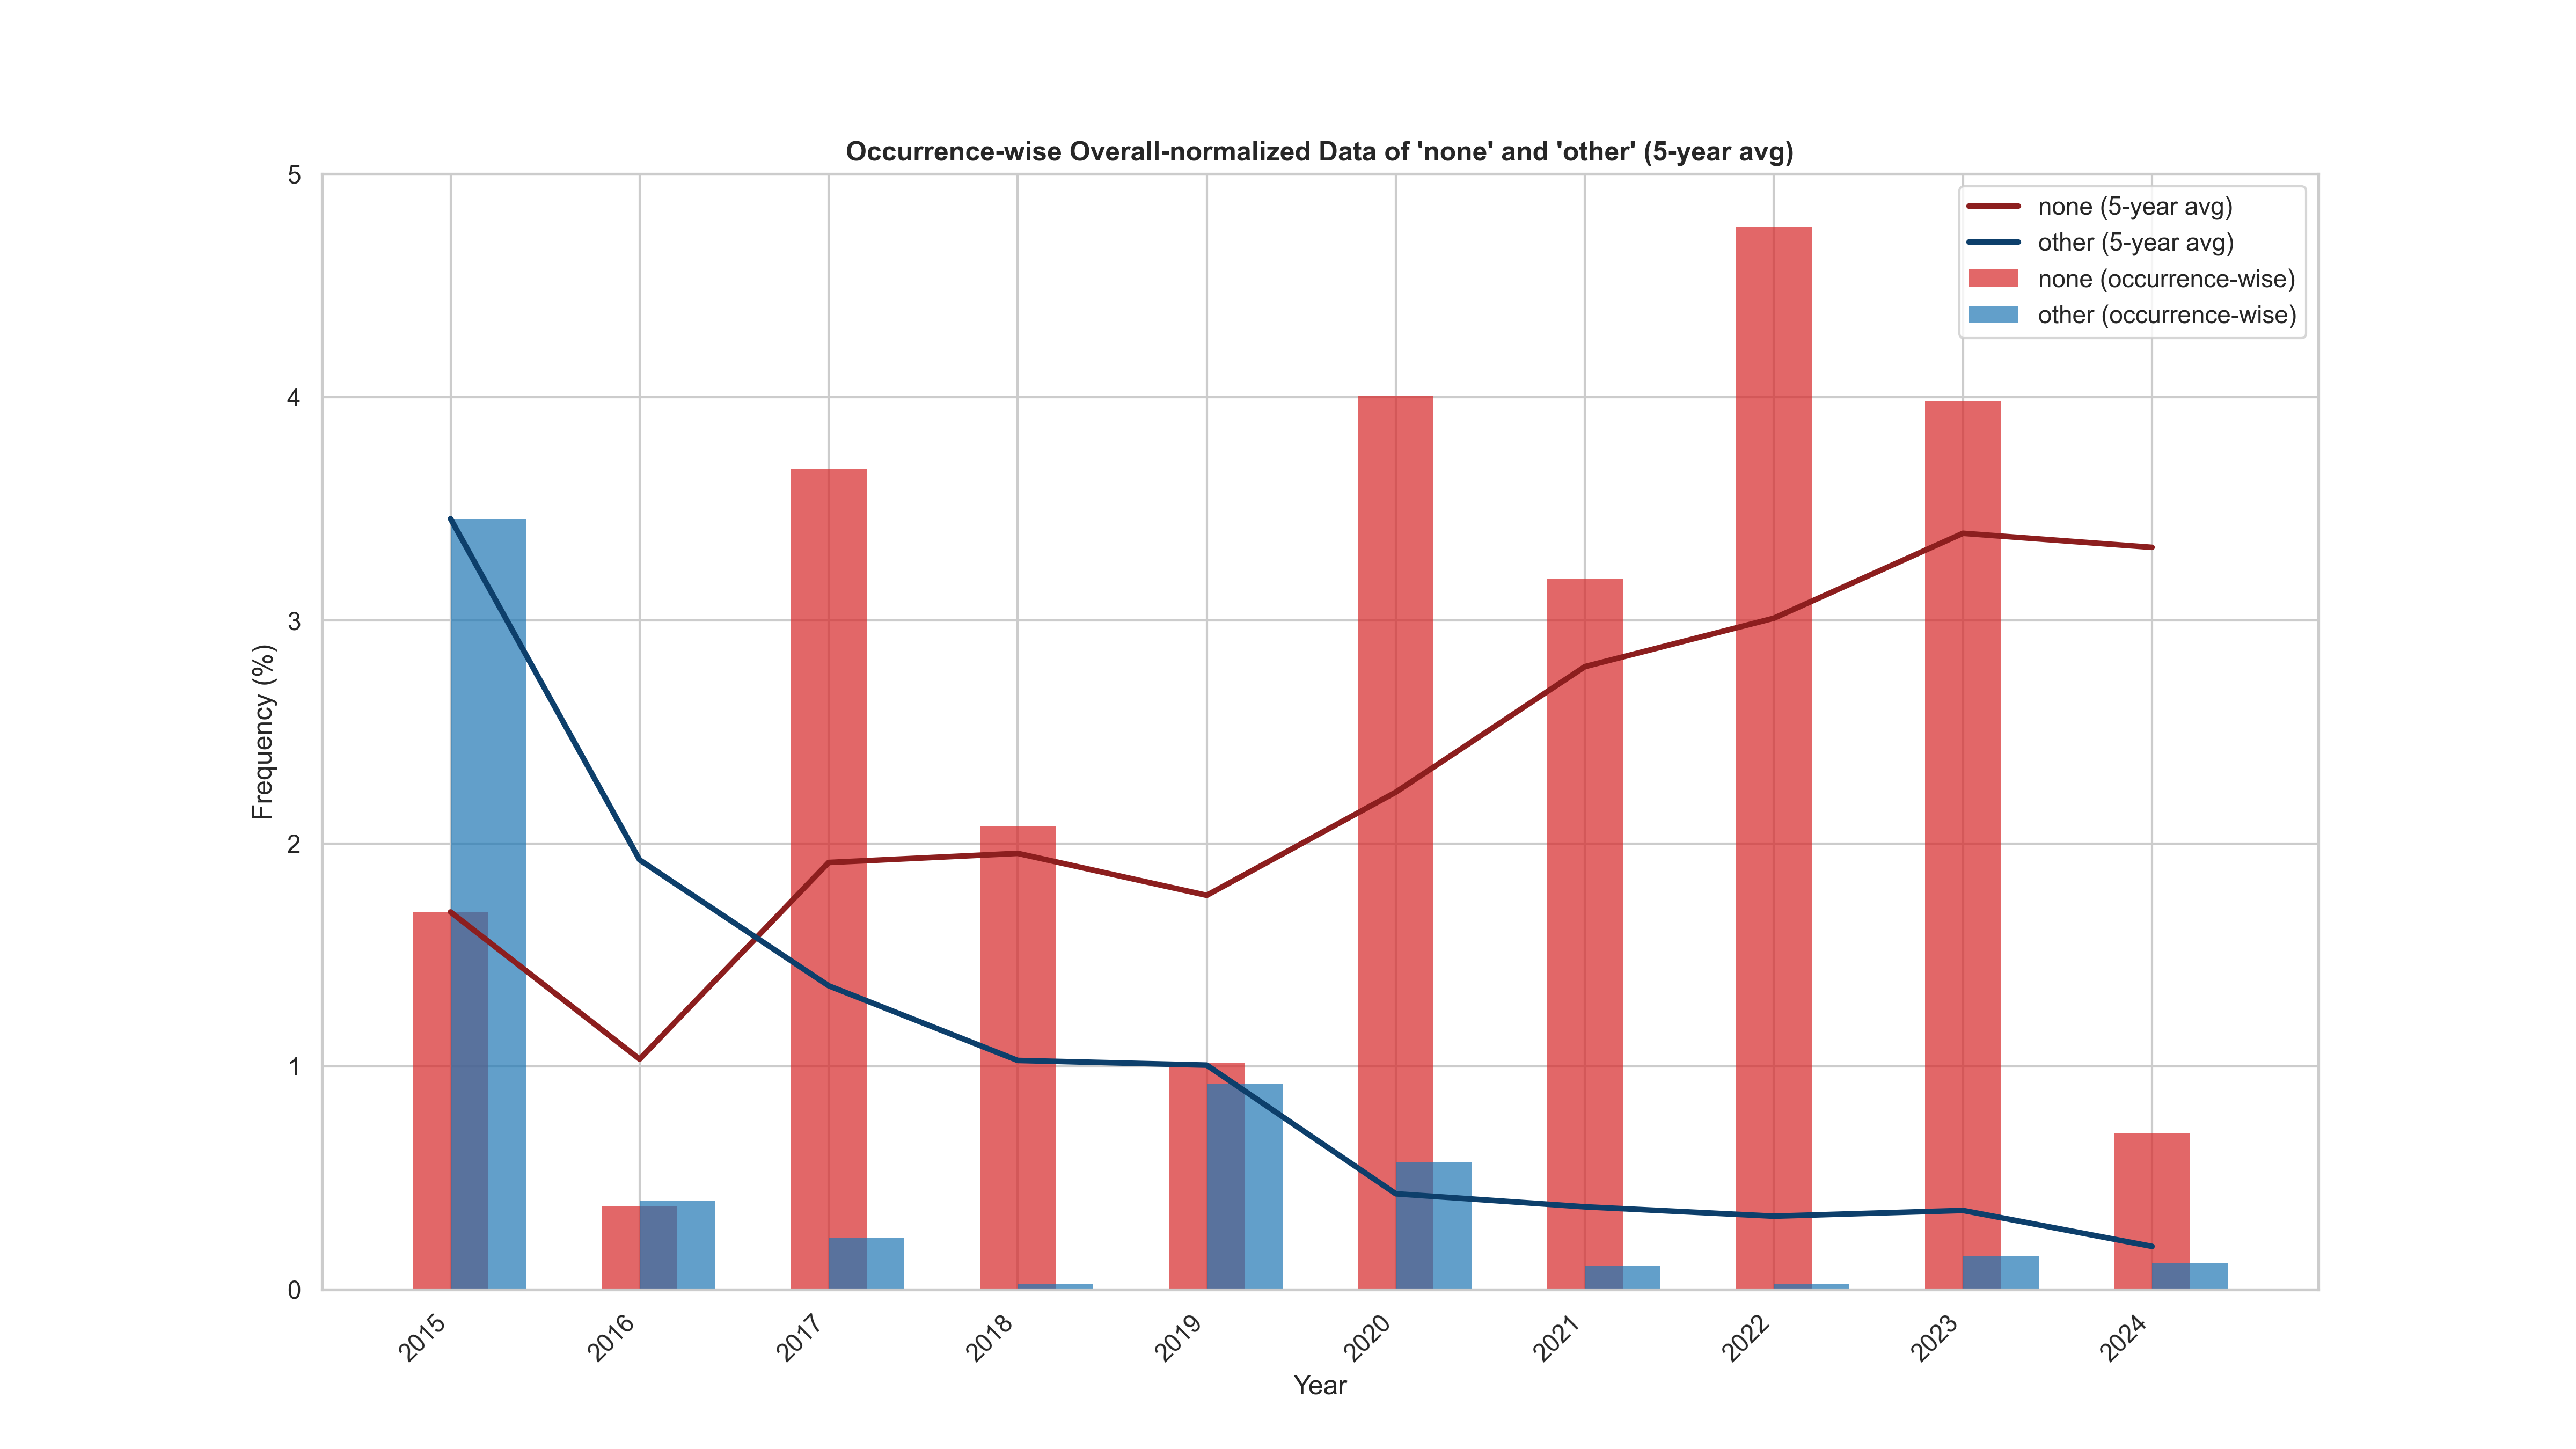 Occurrence-wise Overall-normalized Data of 'none' and 'other' (5-year avg)
none (5-year avg)
other (5-year avg)
none (occurrence-wise)
other (occurrence-wise)
Frequency (%)
5
4
3
2
1
0
2015
2016
2017
2018
2019
2020
2021
2022
2023
2024
Year